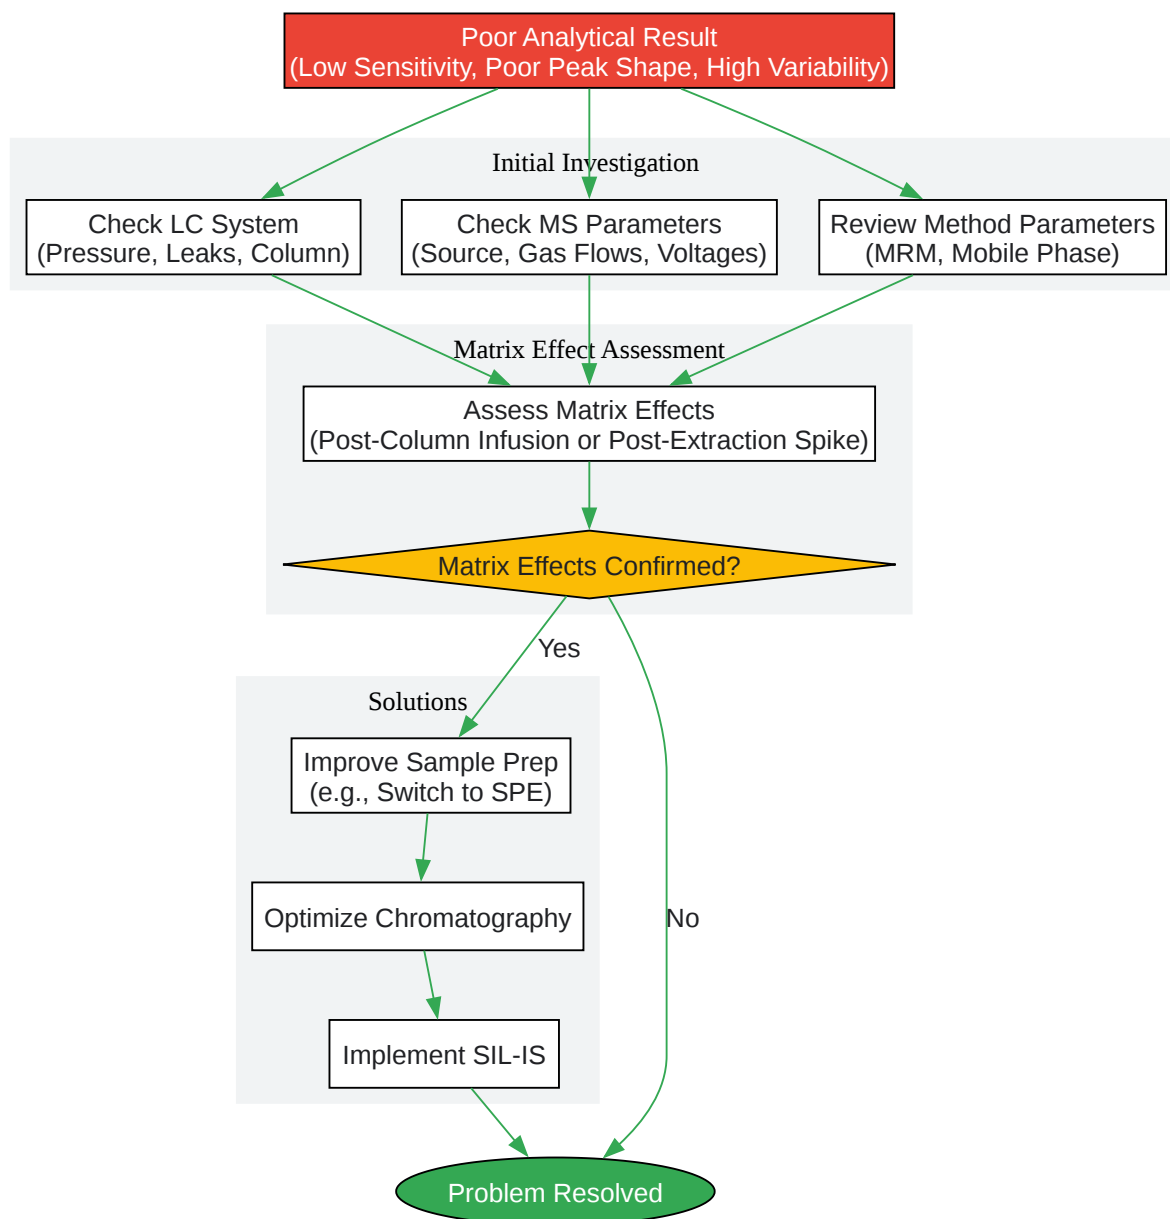 Poor Analytical Result
(Low Sensitivity, Poor Peak Shape, High Variability)
Initial Investigation
Check LC System
(Pressure, Leaks, Column)
Check MS Parameters
(Source, Gas Flows, Voltages)
Review Method Parameters
(MRM, Mobile Phase)
Matrix Effect Assessment
Assess Matrix Effects
(Post-Column Infusion or Post-Extraction Spike)
Matrix Effects Confirmed?
Yes
Solutions
Improve Sample Prep
(e.g., Switch to SPE)
Optimize Chromatography
No
Implement SIL-IS
Problem Resolved